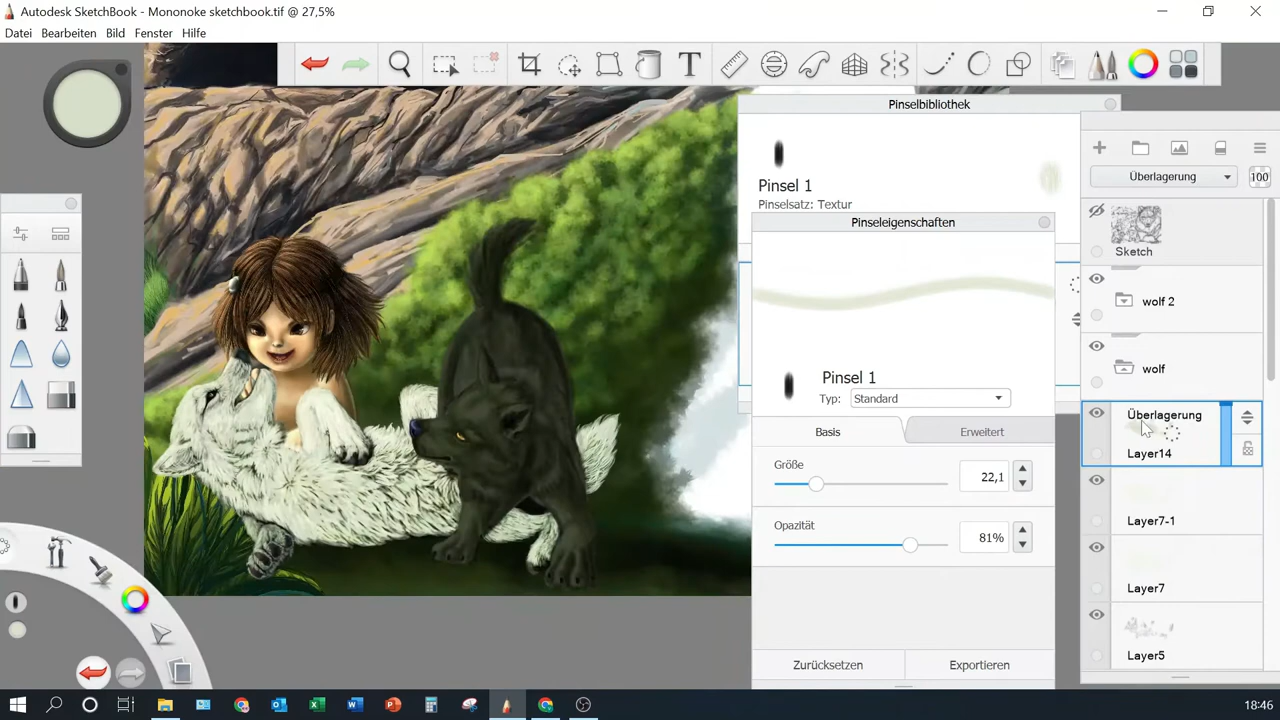 Autodesk SketchBook - Mononoke sketchbook.tif @ 27,5%
Datei Bearbeiten Bild Fenster Hilfe
T
Pinselbibliothek
Pinsel 1
Pinselsatz: Textur
Pinseleigenschaften
Pinsel 1
Typ: Standard
Basis Erweitert
Größe
22,1
Opazität
81%
Zurücksetzen Exportieren
Überlagerung 100
Sketch
wolf 2
wolf
Überlagerung
Layer14
Layer7-1
Layer7
Layer5
18:46